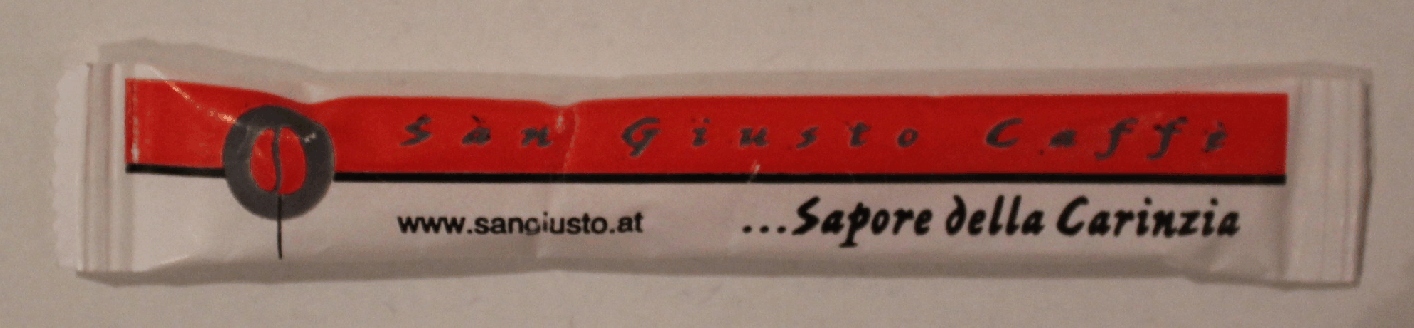 Sàn Giusto Caffè
www.sangiusto.at
...Sapore della Carinzia